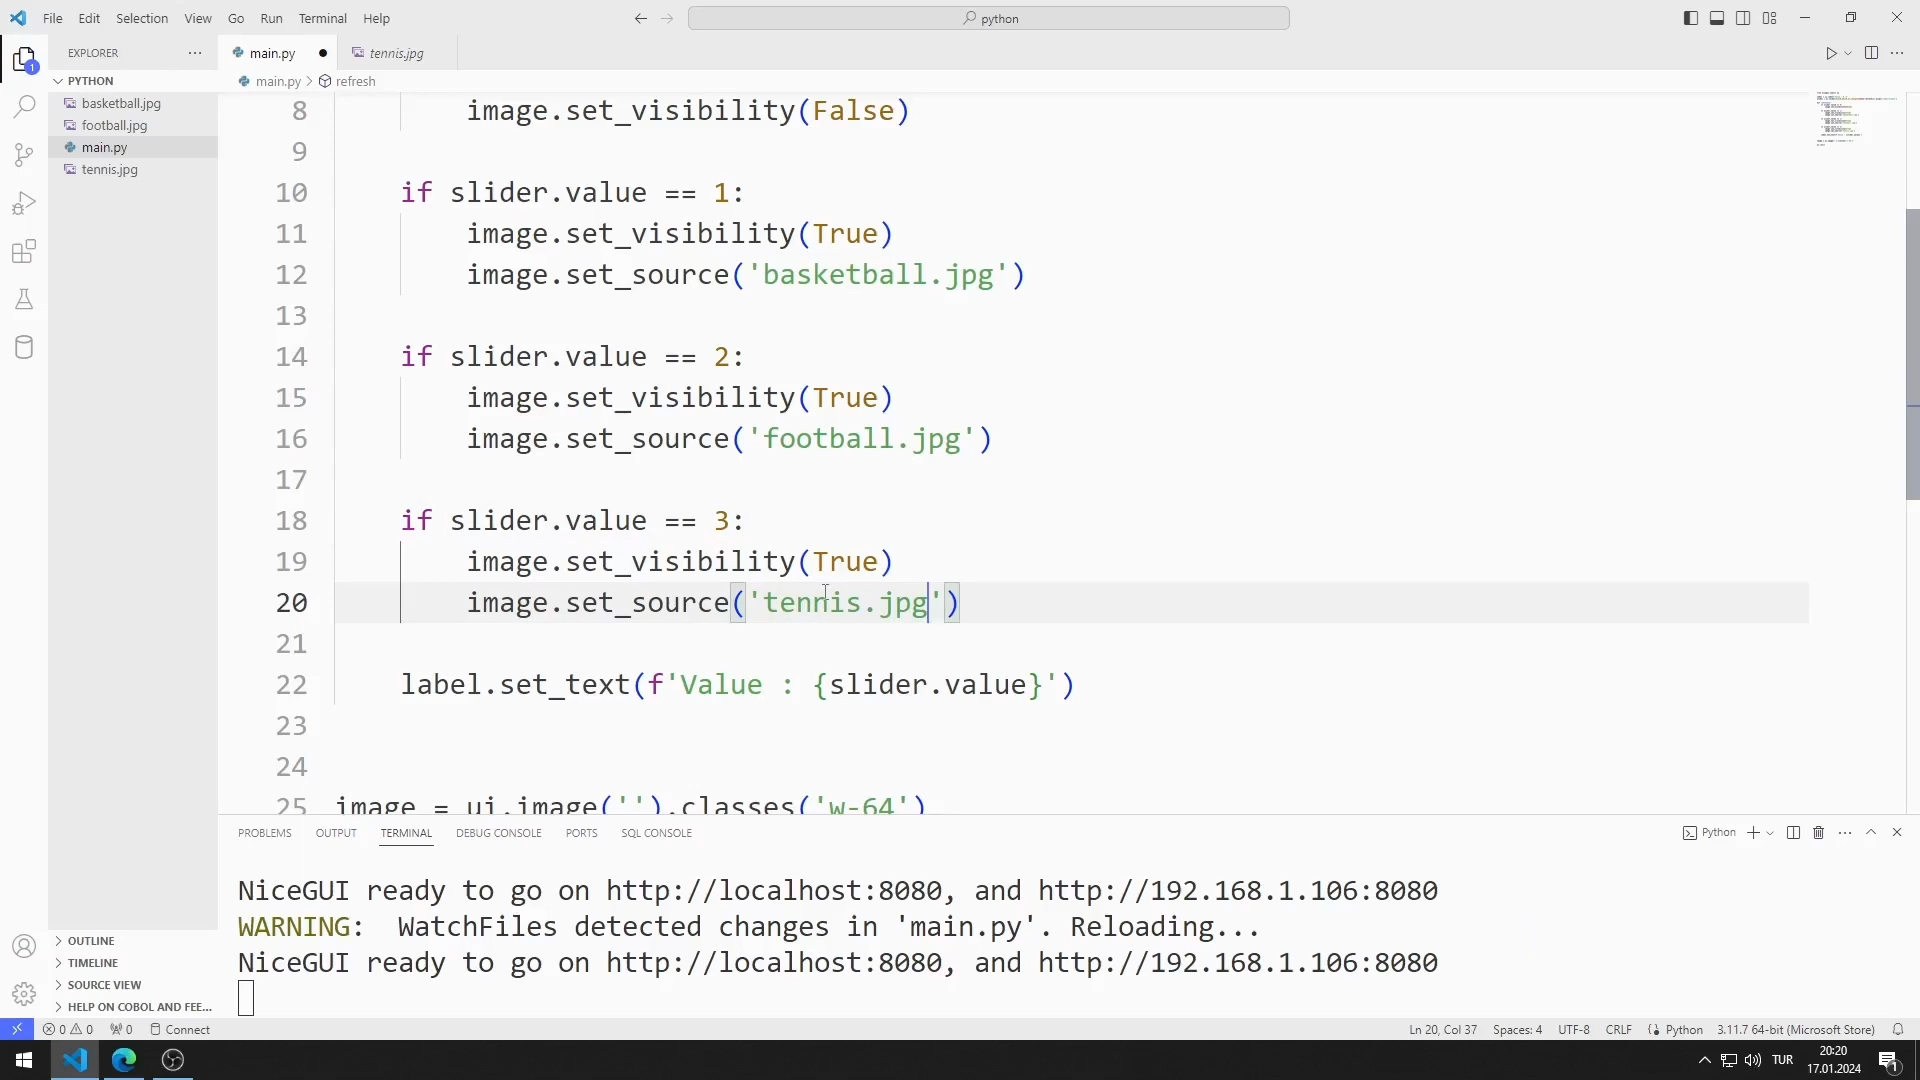 File Edit Selection View Go Run Terminal Help
python
EXPLORER
main.py
tennis.jpg
1
PYTHON
main.py
refresh
basketball.jpg
football.jpg
main.py
tennis.jpg
8 image.set_visibility(False)
9
10 if slider.value == 1:
11 image.set_visibility(True)
12 image.set_source('basketball.jpg')
13
14 if slider.value == 2:
15 image.set_visibility(True)
16 image.set_source('football.jpg')
17
18 if slider.value == 3:
19 image.set_visibility(True)
20 image.set_source('tennis.jpg')
21
22 label.set_text(f'Value : {slider.value}')
23
24
25 image = ui.image('').classes('w-64')
PROBLEMS OUTPUT TERMINAL DEBUG CONSOLE PORTS SQL CONSOLE
Python
NiceGUI ready to go on http://localhost:8080, and http://192.168.1.106:8080
WARNING: WatchFiles detected changes in 'main.py'. Reloading...
NiceGUI ready to go on http://localhost:8080, and http://192.168.1.106:8080
OUTLINE
TIMELINE
SOURCE VIEW
HELP ON COBOL AND FEE...
0 0 0 Connect
Ln 20, Col 37 Spaces: 4 UTF-8 CRLF Python 3.11.7 64-bit (Microsoft Store)
TUR
20:20
17.01.2024
1